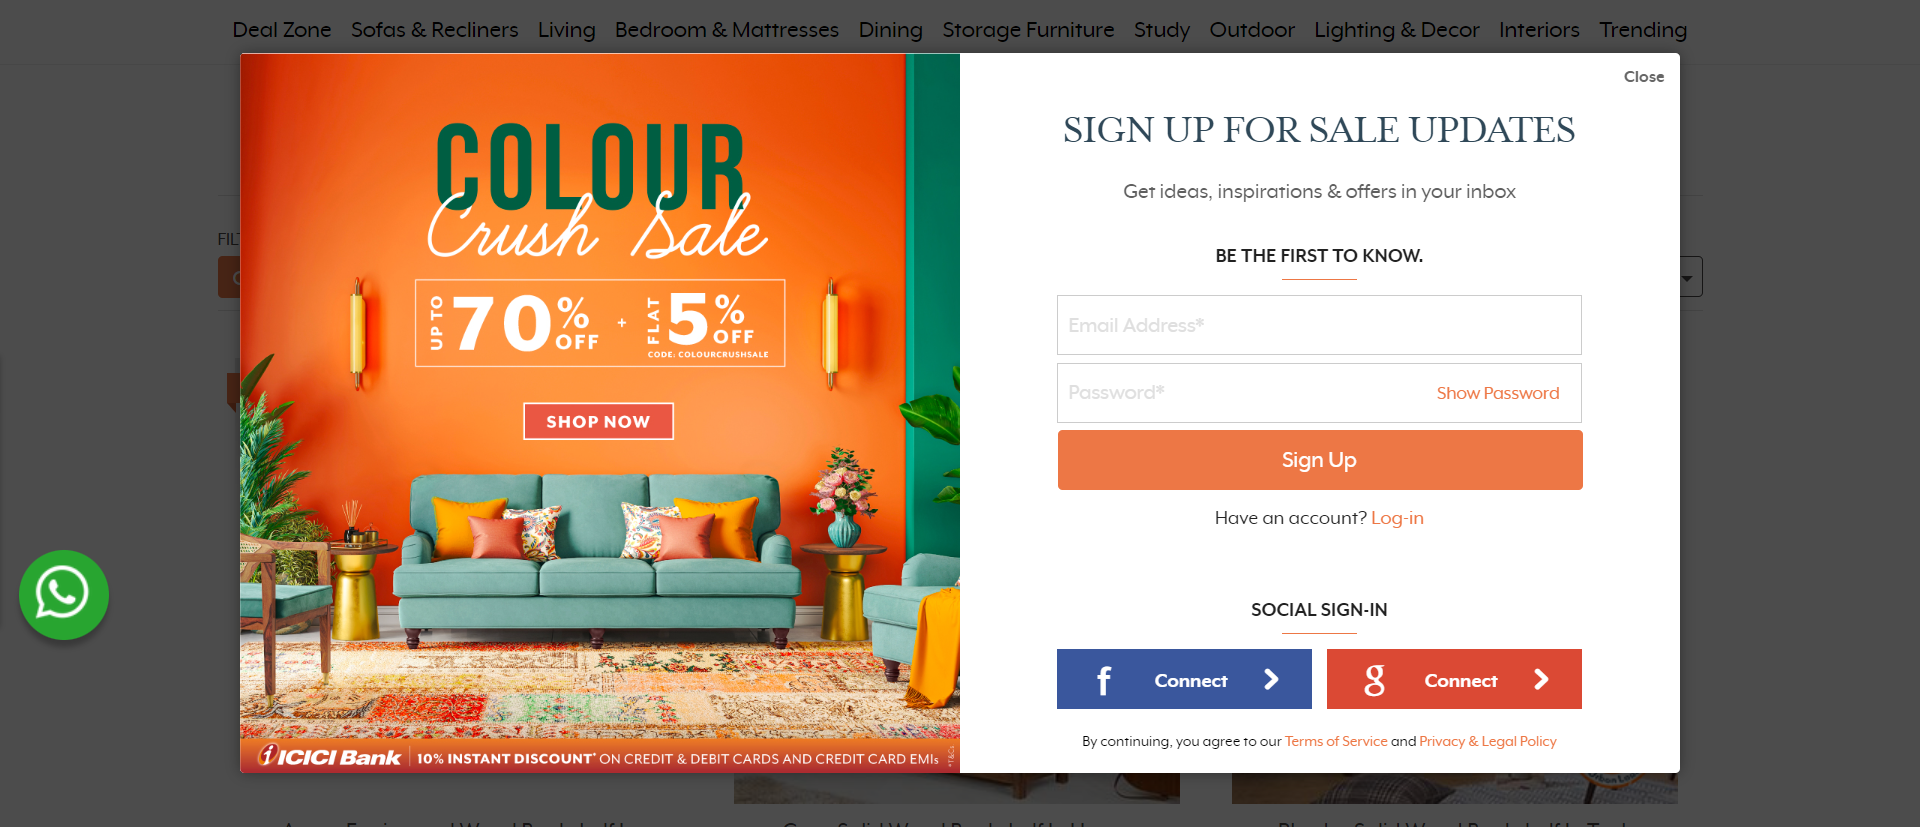 Deal Zone Sofas & Recliners Living Bedroom & Mattresses Dining Storage Furniture Study Outdoor Lighting & Decor Interiors Trending
Close
COLOUR
Crush Sale
UP TO 70% OFF + FLAT 5% OFF
CODE: COLOURCRUSHSALE
SHOP NOW
ICICI Bank 10% INSTANT DISCOUNT* ON CREDIT & DEBIT CARDS AND CREDIT CARD EMIs *T&Cs
SIGN UP FOR SALE UPDATES
Get ideas, inspirations & offers in your inbox
BE THE FIRST TO KNOW.
Email Address*
Password* Show Password
Sign Up
Have an account? Log-in
SOCIAL SIGN-IN
f Connect g Connect
By continuing, you agree to our Terms of Service and Privacy & Legal Policy